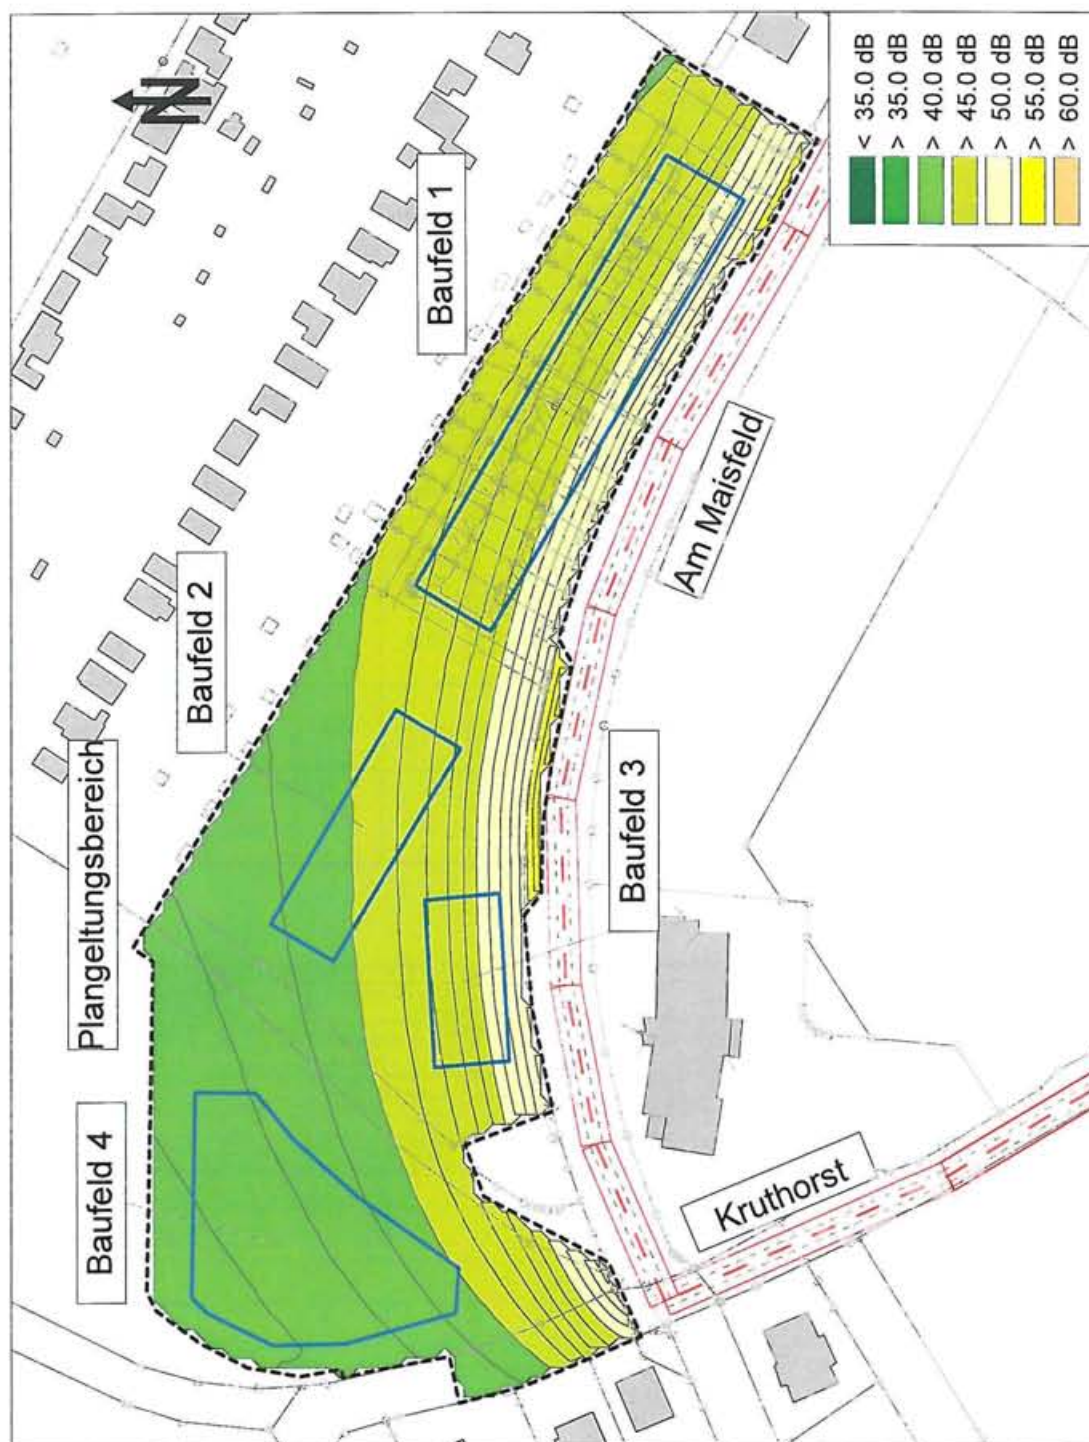 Plangeltungsbereich
Baufeld 4
Baufeld 2
Baufeld 1
Baufeld 3
Am Maisfeld
Kruthorst
< 35.0 dB
> 35.0 dB
> 40.0 dB
> 45.0 dB
> 50.0 dB
> 55.0 dB
> 60.0 dB
N